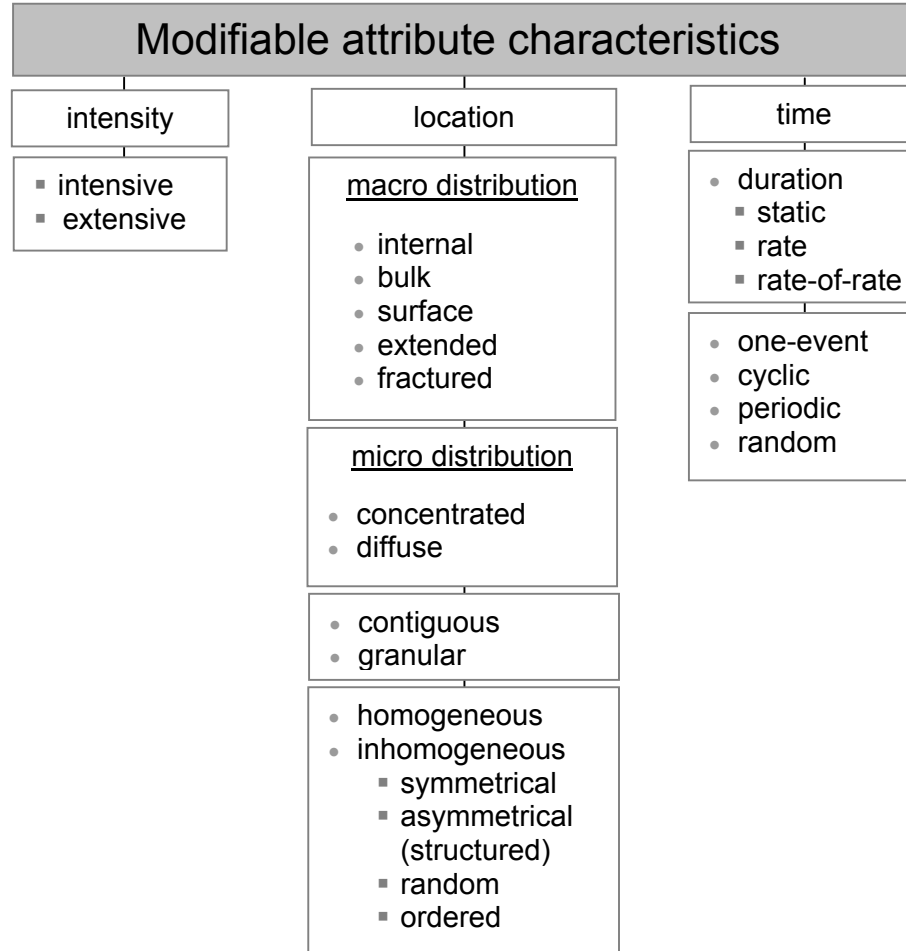 Modifiable attribute characteristics
intensity
intensive
extensive
location
macro distribution
internal
bulk
surface
extended
fractured
micro distribution
concentrated
diffuse
contiguous
granular
homogeneous
inhomogeneous
symmetrical
asymmetrical
(structured)
random
ordered
time
duration
static
rate
rate-of-rate
one-event
cyclic
periodic
random